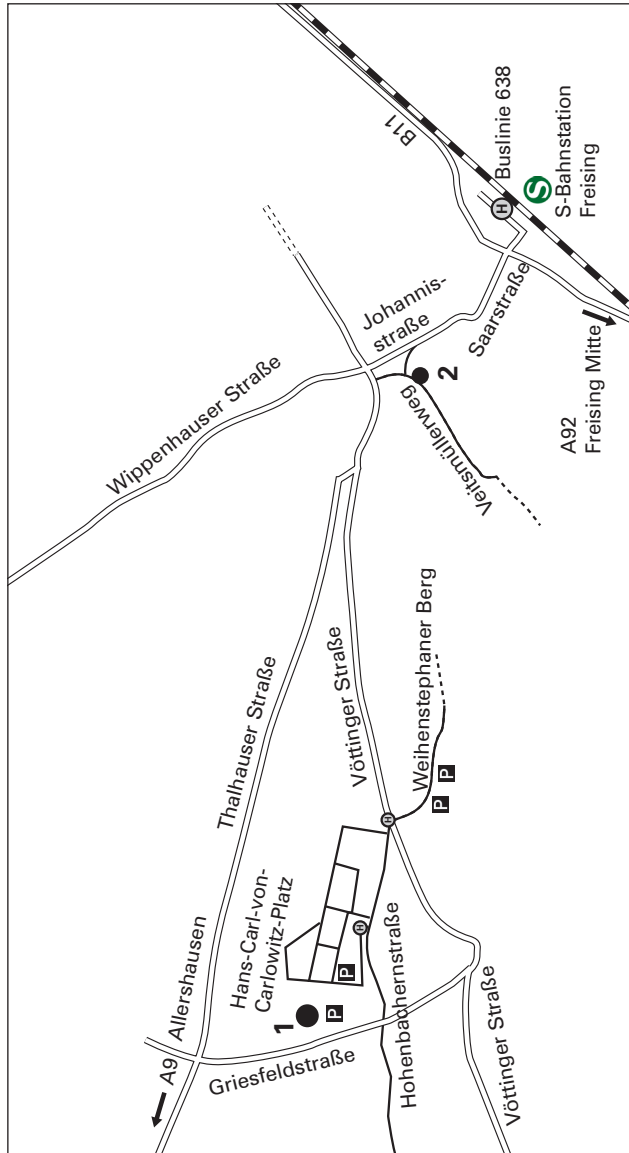 A9
Allershausen
Griesfeldstraße
1
P
P
Hans-Carl-von-
Carlowitz-Platz
H
Hohenbachernstraße
Vöttinger Straße
Thalhauser Straße
Vöttinger Straße
H
P
P
Weihenstephaner Berg
Wippenhauser Straße
Veitsmüllerweg
2
Johannis-
straße
Saarstraße
A92
Freising Mitte
B11
H
Buslinie 638
S
S-Bahnstation
Freising